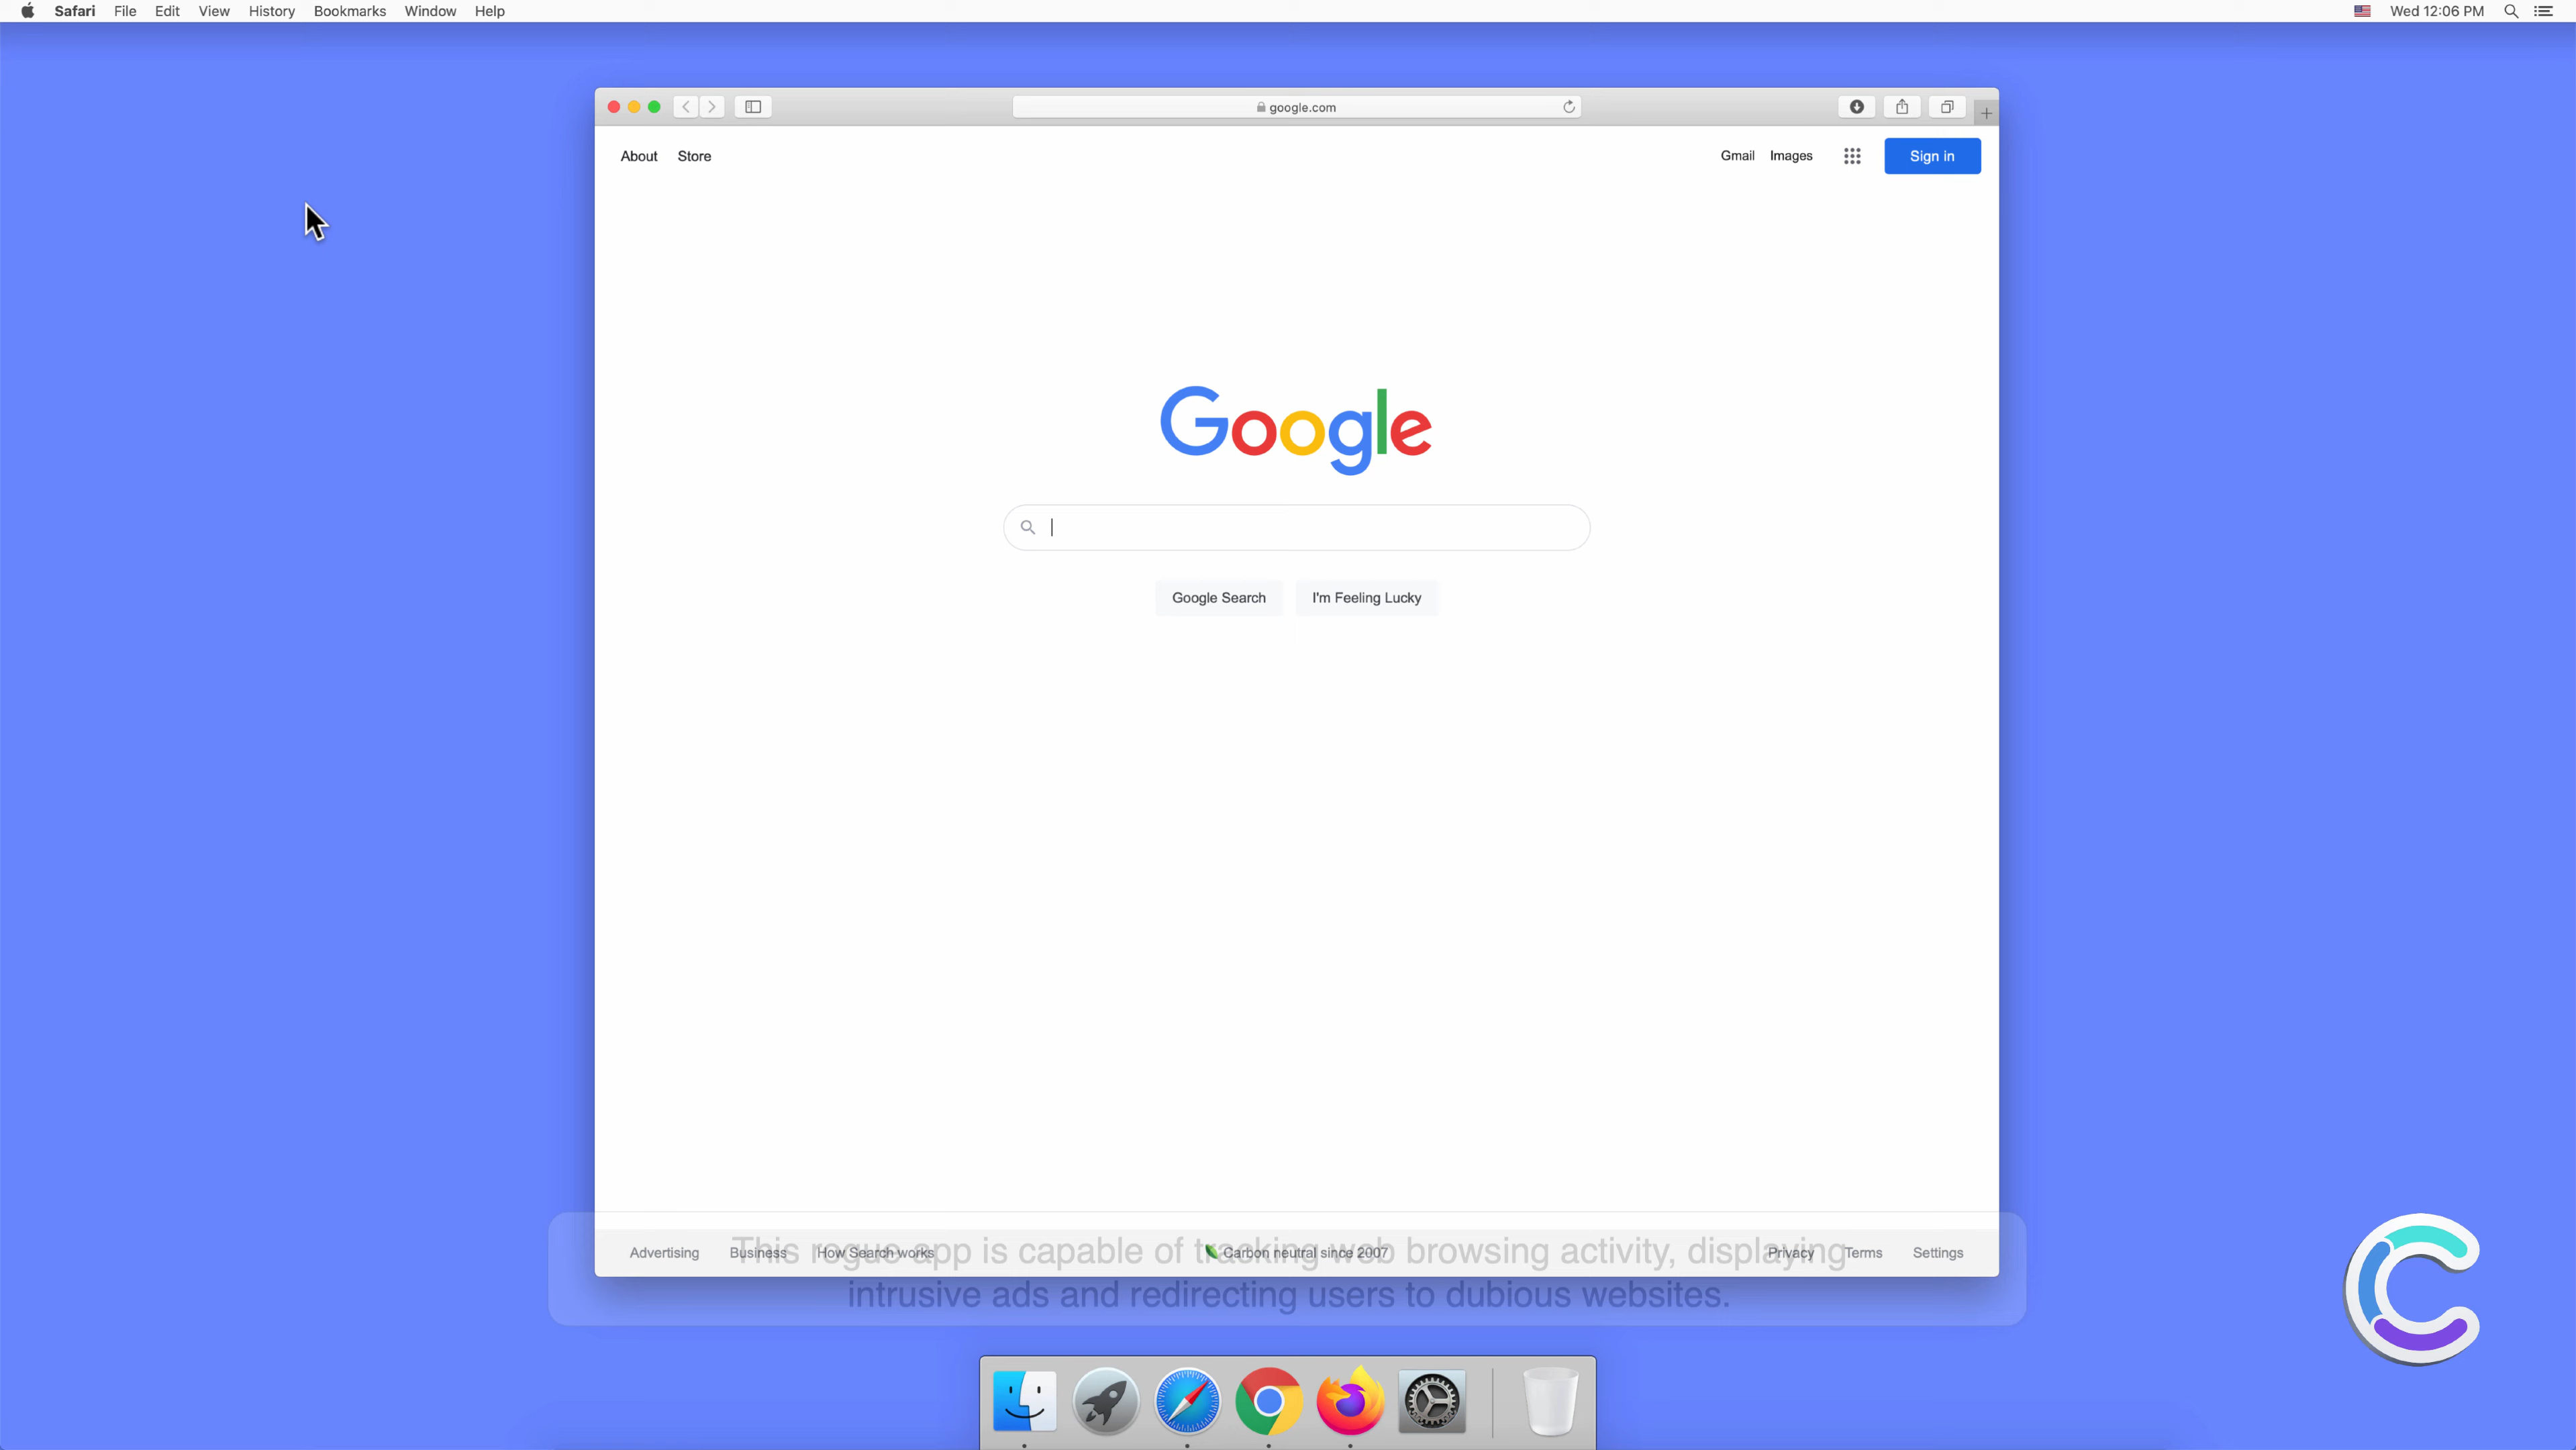 Safari File Edit View History Bookmarks Window Help Wed 12:06 PM
google.com
About Store Gmail Images Sign in
Google
Google Search I'm Feeling Lucky
Advertising Business How Search works Carbon neutral since 2007 Privacy Terms Settings
This rogue app is capable of tracking web browsing activity, displaying
intrusive ads and redirecting users to dubious websites.